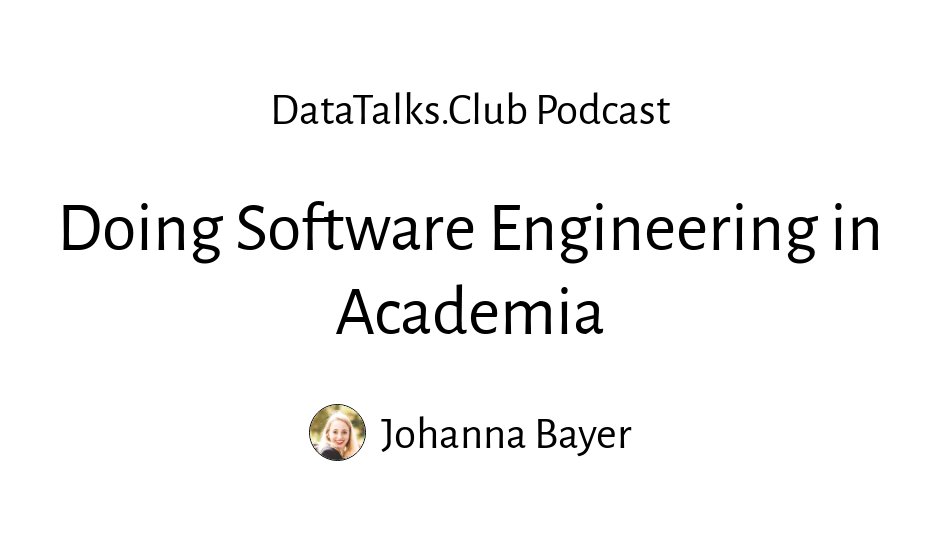 DataTalks.Club Podcast
Doing Software Engineering in
Academia
Johanna Bayer